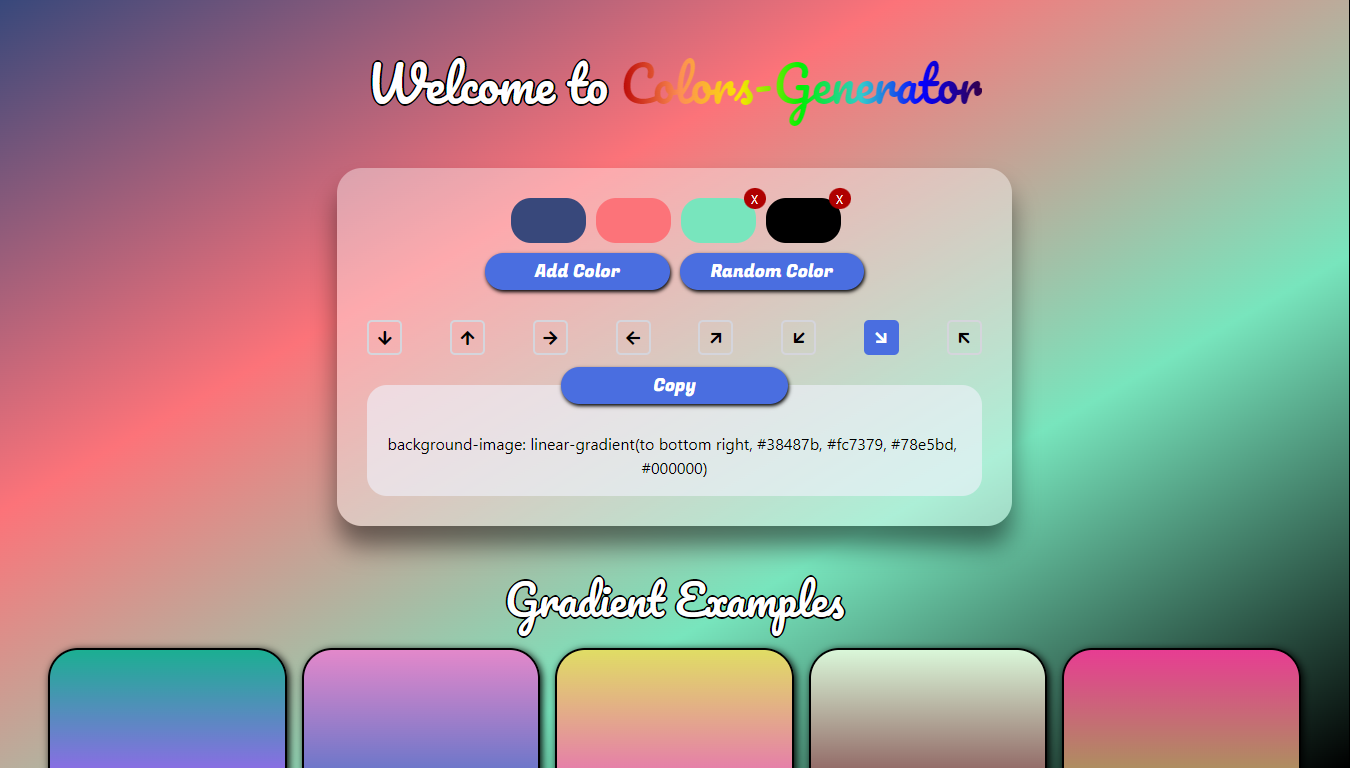 Welcome to Colors-Generator
X X
Add Color Random Color
Copy
background-image: linear-gradient(to bottom right, #38487b, #fc7379, #78e5bd,
#000000)
Gradient Examples